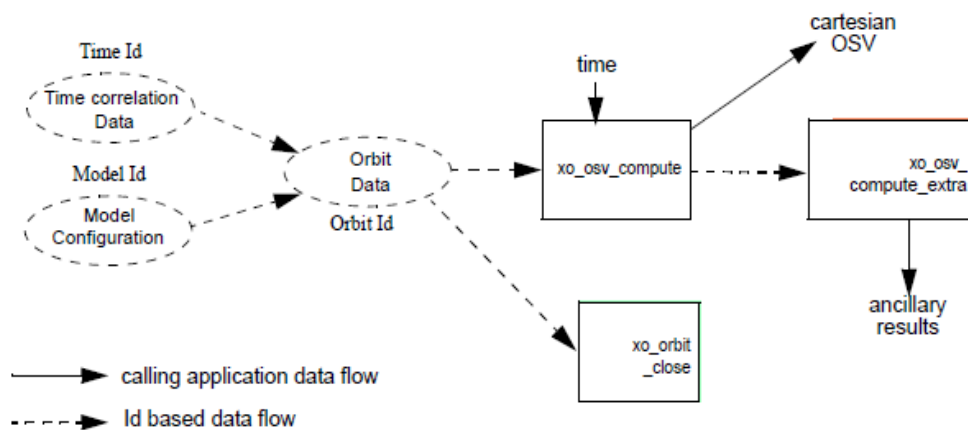 cartesian
OSV
Time Id
time
Time correlation
Data
Orbit
Data
xo_osv_compute
xo_osv_
compute_extra
Model Id
Model
Configuration
Orbit Id
ancillary
results
xo_orbit
_close
calling application data flow
Id based data flow